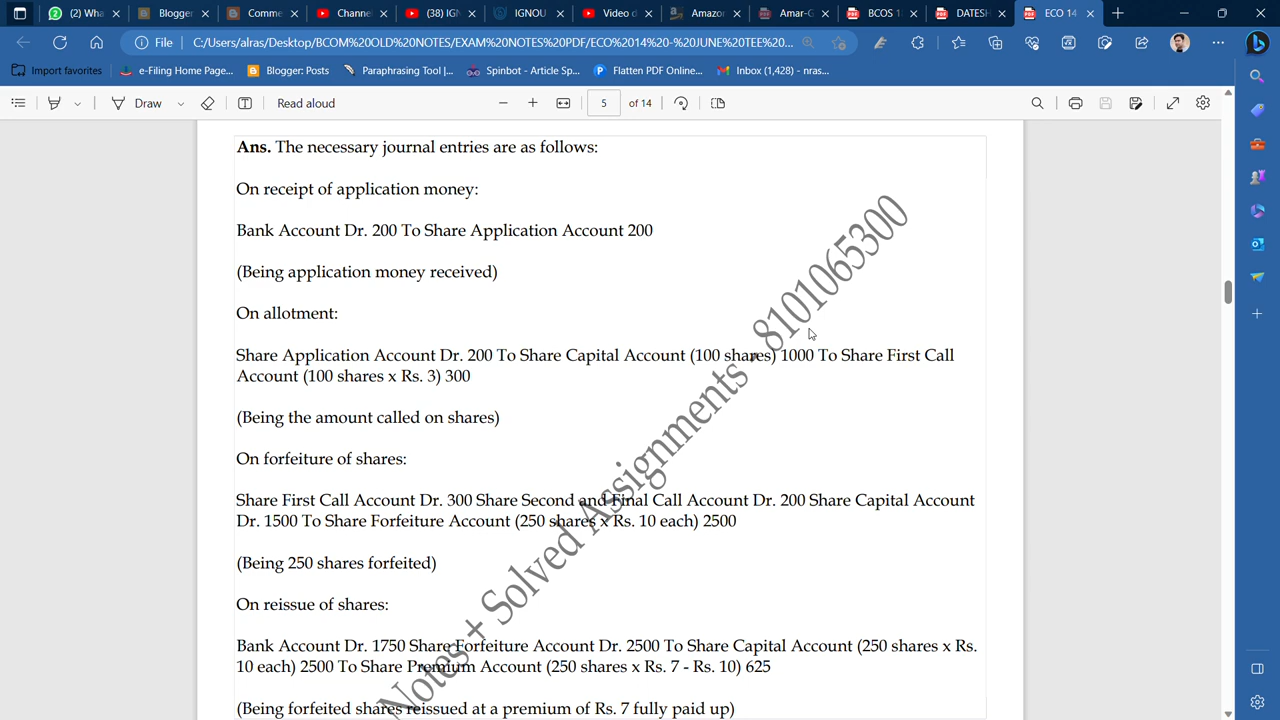 (2) Wha
Blogger
Comme
Channe
(38) IGN
IGNOU
Video d
Amazor
Amar-G
BCOS 1
DATESH
ECO 14
File
C:/Users/alras/Desktop/BCOM%20OLD%20NOTES/EXAM%20NOTES%20PDF/ECO%2014%20-%20JUNE%20TEE%20...
Import favorites
e-Filing Home Page...
Blogger: Posts
Paraphrasing Tool |...
Spinbot - Article Sp...
Flatten PDF Online...
Inbox (1,428) - nras...
Draw
Read aloud
5 of 14
Ans. The necessary journal entries are as follows:
On receipt of application money:
Bank Account Dr. 200 To Share Application Account 200
(Being application money received)
On allotment:
Share Application Account Dr. 200 To Share Capital Account (100 shares) 1000 To Share First Call
Account (100 shares x Rs. 3) 300
(Being the amount called on shares)
On forfeiture of shares:
Share First Call Account Dr. 300 Share Second and Final Call Account Dr. 200 Share Capital Account
Dr. 1500 To Share Forfeiture Account (250 shares x Rs. 10 each) 2500
(Being 250 shares forfeited)
On reissue of shares:
Bank Account Dr. 1750 Share Forfeiture Account Dr. 2500 To Share Capital Account (250 shares x Rs.
10 each) 2500 To Share Premium Account (250 shares x Rs. 7 - Rs. 10) 625
(Being forfeited shares reissued at a premium of Rs. 7 fully paid up)
Notes + Solved Assignments - 8101065300